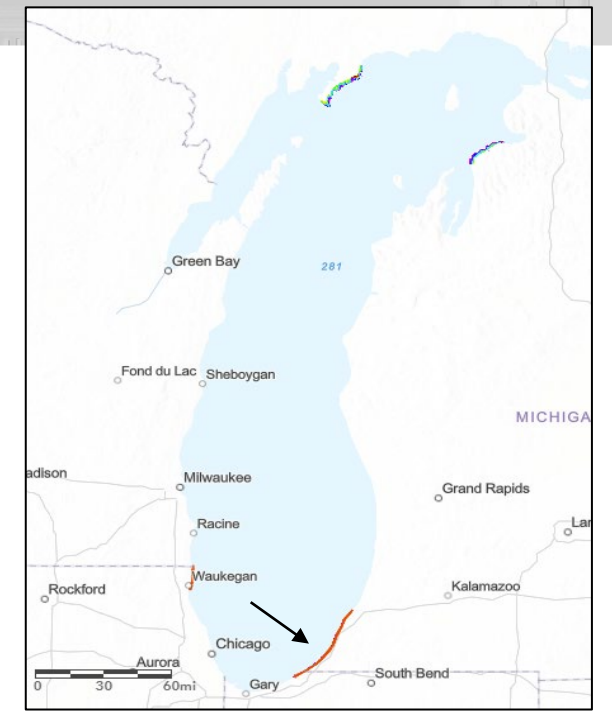 Green Bay
281
Fond du Lac
Sheboygan
MICHIGA
adison
Milwaukee
Grand Rapids
Racine
Lar
Waukegan
Rockford
Kalamazoo
Chicago
Aurora
South Bend
0 30 60mi
Gary